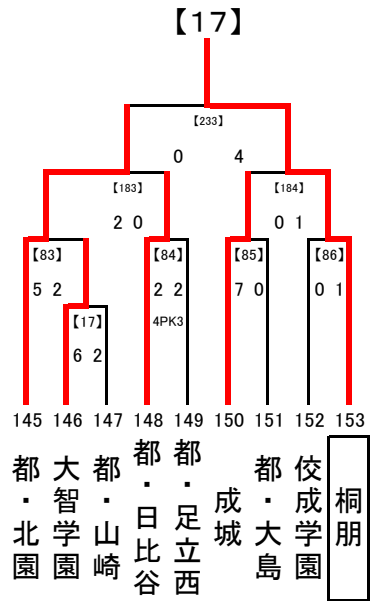 【17】
【233】
0 4
【183】 【184】
2 0 0 1
【83】 【84】 【85】 【86】
5 2 2 2 7 0 0 1
【17】 4PK3
6 2
145 146 147 148 149 150 151 152 153
都・北園
大智学園
都・山崎
都・日比谷
都・足立西
成城
都・大島
佼成学園
桐朋